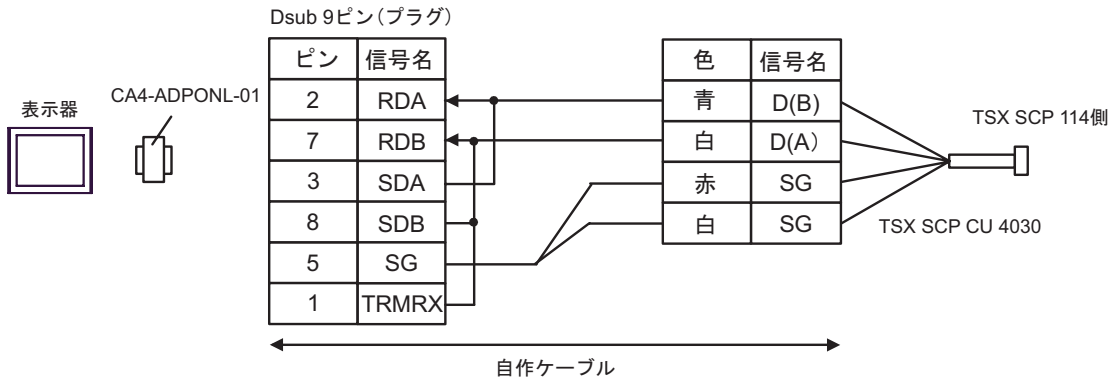 Dsub 9ピン(プラグ)
ピン 信号名
2 RDA
7 RDB
3 SDA
8 SDB
5 SG
1 TRMRX
表示器
CA4-ADPONL-01
色 信号名
青 D(B)
白 D(A)
赤 SG
白 SG
TSX SCP 114側
TSX SCP CU 4030
自作ケーブル